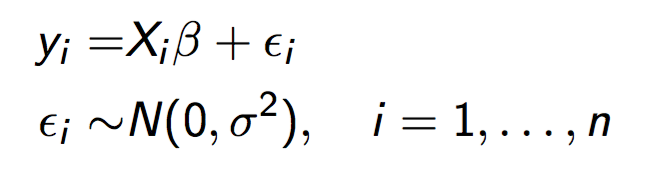 yᵢ =Xᵢβ + ϵᵢ
ϵᵢ ∼N(0, σ²),    i = 1, . . . , n